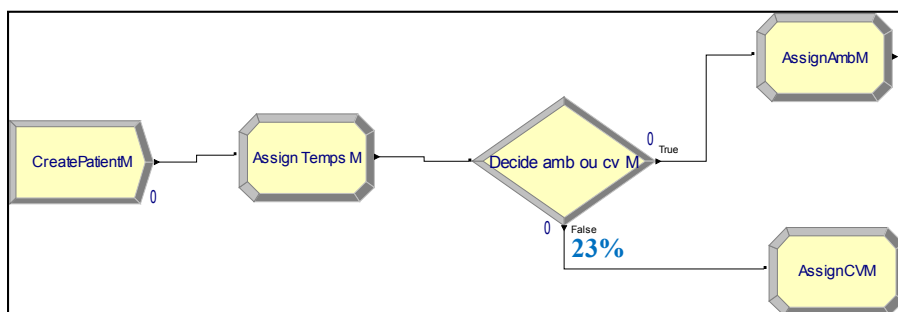 AssignAmbM
0
True
CreatePatientM
Assign Temps M
Decide amb ou cv M
0
0
False
23%
AssignCVM